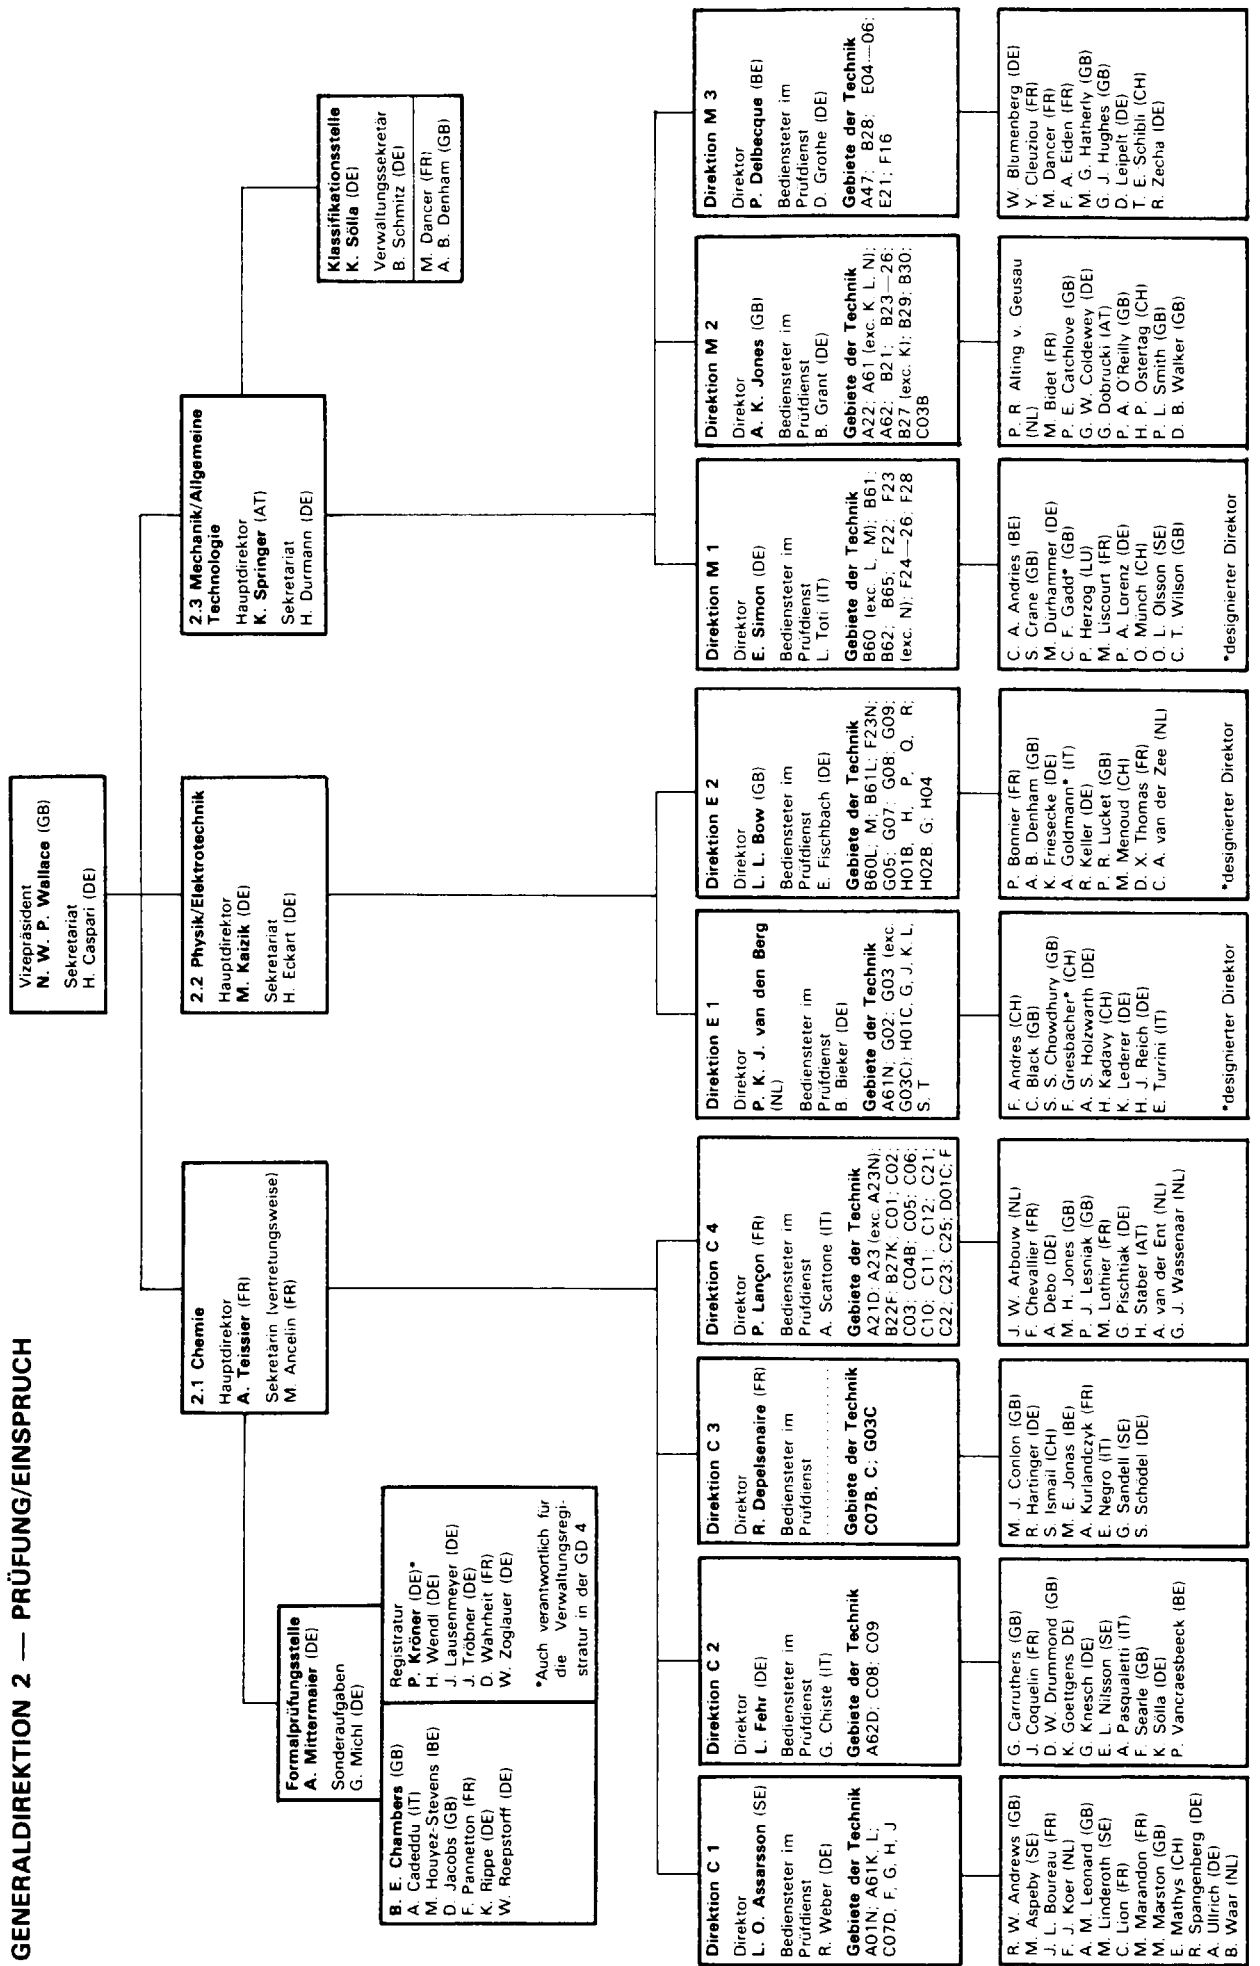 GENERALDIREKTION 2 — PRÜFUNG/EINSPRUCH
Vizepräsident
N. W. P. Wallace (GB)
Sekretariat
H. Caspari (DE)
2.1 Chemie
Hauptdirektor
A. Teissier (FR)
Sekretärin (vertretungsweise)
M. Ancelin (FR)
2.2 Physik/Elektrotechnik
Hauptdirektor
M. Kaizik (DE)
Sekretariat
H. Eckart (DE)
2.3 Mechanik/Allgemeine
Technologie
Hauptdirektor
K. Springer (AT)
Sekretariat
H. Durmann (DE)
Formalprüfungsstelle
A. Mittermaier (DE)
Sonderaufgaben
G. Michl (DE)
B. E. Chambers (GB)
A. Cadeddu (IT)
M. Houyez-Stevens (BE)
D. Jacobs (GB)
F. Pannetton (FR)
K. Rippe (DE)
W. Roepstorff (DE)
Registratur
P. Kröner (DE)*
H. Wendl (DE)
J. Lausenmeyer (DE)
J. Tröbner (DE)
D. Wahrheit (FR)
W. Zoglauer (DE)
*Auch verantwortlich für
die Verwaltungsregi-
stratur in der GD 4
Klassifikationsstelle
K. Sölla (DE)
Verwaltungssekretär
B. Schmitz (DE)
M. Dancer (FR)
A. B. Denham (GB)
Direktion C 1
Direktor
L. O. Assarsson (SE)
Bediensteter im
Prüfdienst
R. Weber (DE)
Gebiete der Technik
A01N; A61K, L;
C07D, F, G, H, J
R. W. Andrews (GB)
M. Aspeby (SE)
J. L. Boureau (FR)
F. J. Koer (NL)
A. M. Leonard (GB)
M. Linderoth (SE)
C. Lion (FR)
M. Marandon (FR)
M. Marston (GB)
E. Mathys (CH)
R. Spangenberg (DE)
A. Ullrich (DE)
B. Waar (NL)
Direktion C 2
Direktor
L. Fehr (DE)
Bediensteter im
Prüfdienst
G. Chisté (IT)
Gebiete der Technik
A62D; C08; C09
G. Carruthers (GB)
J. Coquelin (FR)
D. W. Drummond (GB)
K. Goettgens DE)
G. Knesch (DE)
E. L. Nilsson (SE)
A. Pasqualetti (IT)
F. Searle (GB)
K. Sölla (DE)
P. Vancraesbeeck (BE)
Direktion C 3
Direktor
R. Depelsenaire (FR)
Bediensteter im
Prüfdienst
....................
Gebiete der Technik
C07B, C; G03C
M. J. Conlon (GB)
R. Hartinger (DE)
S. Ismail (CH)
M. E. Jonas (BE)
A. Kurlandczyk (FR)
E. Negro (IT)
G. Sandell (SE)
S. Schödel (DE)
Direktion C 4
Direktor
P. Lançon (FR)
Bediensteter im
Prüfdienst
A. Scattone (IT)
Gebiete der Technik
A21D; A23 (exc. A23N);
B22F; B27K; C01; C02;
C03; C04B; C05; C06;
C10; C11; C12; C21;
C22; C23; C25; D01C; F
J. W. Arbouw (NL)
F. Chevallier (FR)
A. Debo (DE)
M. H. Jones (GB)
P. J. Lesniak (GB)
M. Lothier (FR)
G. Pischtiak (DE)
H. Staber (AT)
A. van der Ent (NL)
G. J. Wassenaar (NL)
Direktion E 1
Direktor
P. K. J. van den Berg
(NL)
Bediensteter im
Prüfdienst
B. Bieker (DE)
Gebiete der Technik
A61N; G02; G03 (exc.
G03C); H01C, G, J, K, L,
S, T
F. Andres (CH)
C. Black (GB)
S. S. Chowdhury (GB)
F. Griesbacher* (CH)
A. S. Holzwarth (DE)
H. Kadavy (CH)
K. Lederer (DE)
H. J. Reich (DE)
E. Turrini (IT)
*designierter Direktor
Direktion E 2
Direktor
L. L. Bow (GB)
Bediensteter im
Prüfdienst
E. Fischbach (DE)
Gebiete der Technik
B60L, M; B61L; F23N;
G05; G07; G08; G09;
H01B, H, P, Q, R;
H02B, G; H04
P. Bonnier (FR)
A. B. Denham (GB)
K. Friesecke (DE)
A. Goldmann* (IT)
R. Keller (DE)
P. R. Lucket (GB)
M. Menoud (CH)
D. X. Thomas (FR)
C. A. van der Zee (NL)
*designierter Direktor
Direktion M 1
Direktor
E. Simon (DE)
Bediensteter im
Prüfdienst
L. Toti (IT)
Gebiete der Technik
B60 (exc. L, M); B61;
B62; B65; F22; F23
(exc. N); F24—26; F28
C. A. Andries (BE)
S. Crane (GB)
M. Dürhammer (DE)
C. F. Gadd* (GB)
P. Herzog (LU)
M. Liscourt (FR)
P. A. Lorenz (DE)
O. Münch (CH)
O. L. Olsson (SE)
C. T. Wilson (GB)
*designierter Direktor
Direktion M 2
Direktor
A. K. Jones (GB)
Bediensteter im
Prüfdienst
B. Grant (DE)
Gebiete der Technik
A22; A61 (exc. K, L, N);
A62; B21; B23—26;
B27 (exc. K); B29; B30;
C03B
P. R. Alting v. Geusau
(NL)
M. Bidet (FR)
P. E. Catchlove (GB)
G. W. Coldewey (DE)
G. Dobrucki (AT)
P. A. O'Reilly (GB)
H. P. Ostertag (CH)
P. L. Smith (GB)
D. B. Walker (GB)
Direktion M 3
Direktor
P. Delbecque (BE)
Bediensteter im
Prüfdienst
D. Grothe (DE)
Gebiete der Technik
A47; B28; E04—06;
E21; F16
W. Blumenberg (DE)
Y. Cleuziou (FR)
M. Dancer (FR)
F. A. Eiden (FR)
M. G. Hatherly (GB)
G. J. Hughes (GB)
D. Leipelt (DE)
T. E. Schibli (CH)
R. Zecha (DE)